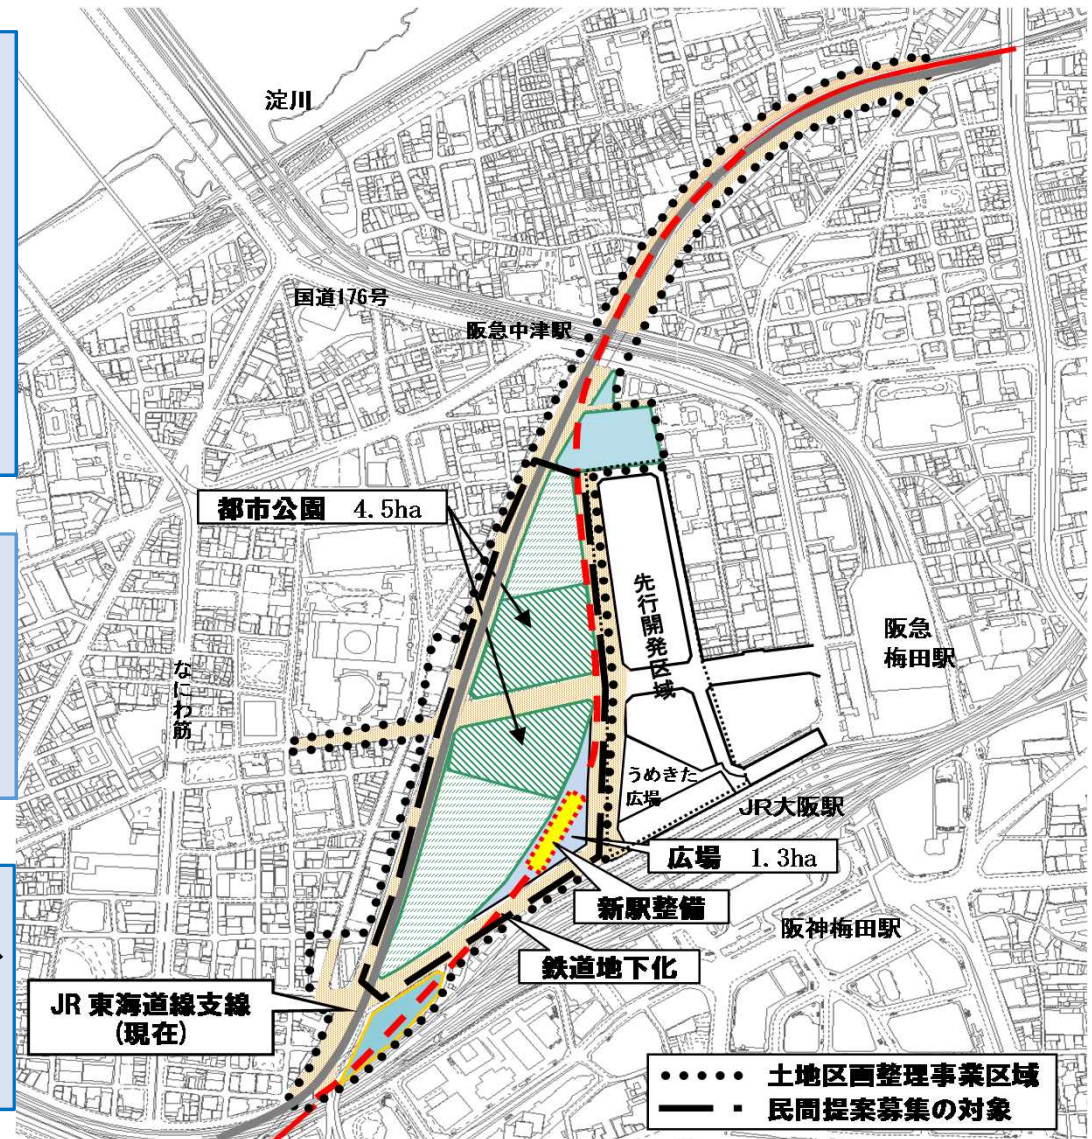 淀川
国道176号
阪急中津駅
都市公園 4.5ha
先行開発区域
阪急
梅田駅
なにわ筋
うめきた
広場
JR大阪駅
広場 1.3ha
新駅整備
阪神梅田駅
鉄道地下化
JR 東海道線支線
(現在)
土地区画整理事業区域
民間提案募集の対象